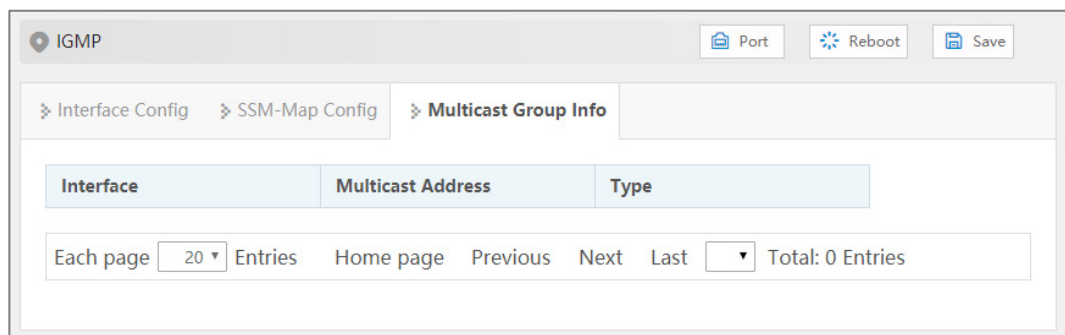 IGMP Port Reboot Save
Interface Config SSM-Map Config Multicast Group Info
Interface Multicast Address Type
Each page 20 Entries Home page Previous Next Last Total: 0 Entries